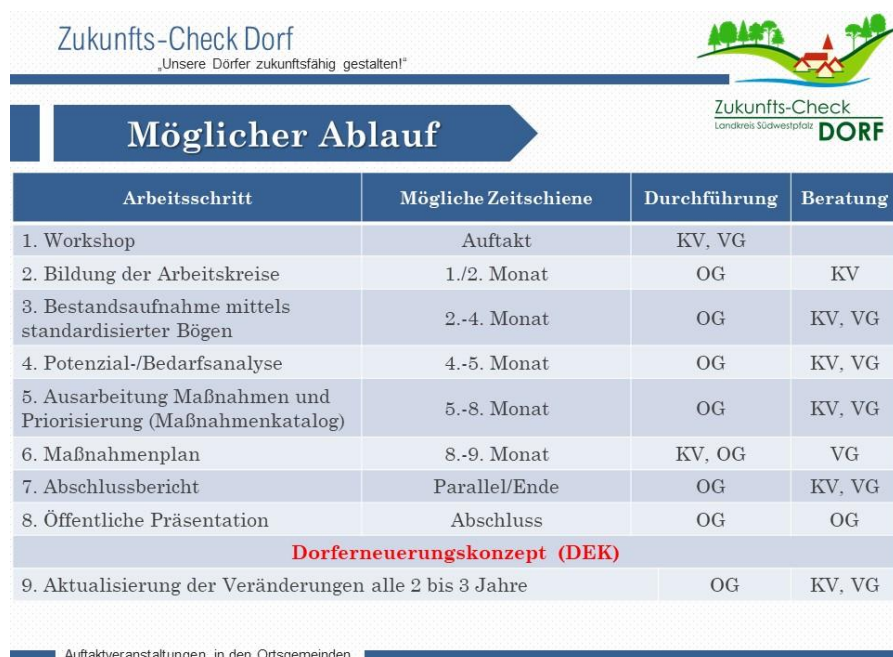 Zukunfts-Check Dorf
„Unsere Dörfer zukunftsfähig gestalten!“
Zukunfts-Check
Landkreis Südwestpfalz DORF
Möglicher Ablauf
Arbeitsschritt Mögliche Zeitschiene Durchführung Beratung
1. Workshop Auftakt KV, VG
2. Bildung der Arbeitskreise 1./2. Monat OG KV
3. Bestandsaufnahme mittels
standardisierter Bögen 2.-4. Monat OG KV, VG
4. Potenzial-/Bedarfsanalyse 4.-5. Monat OG KV, VG
5. Ausarbeitung Maßnahmen und
Priorisierung (Maßnahmenkatalog) 5.-8. Monat OG KV, VG
6. Maßnahmenplan 8.-9. Monat KV, OG VG
7. Abschlussbericht Parallel/Ende OG KV, VG
8. Öffentliche Präsentation Abschluss OG OG
Dorferneuerungskonzept (DEK)
9. Aktualisierung der Veränderungen alle 2 bis 3 Jahre OG KV, VG
Auftaktveranstaltungen in den Ortsgemeinden